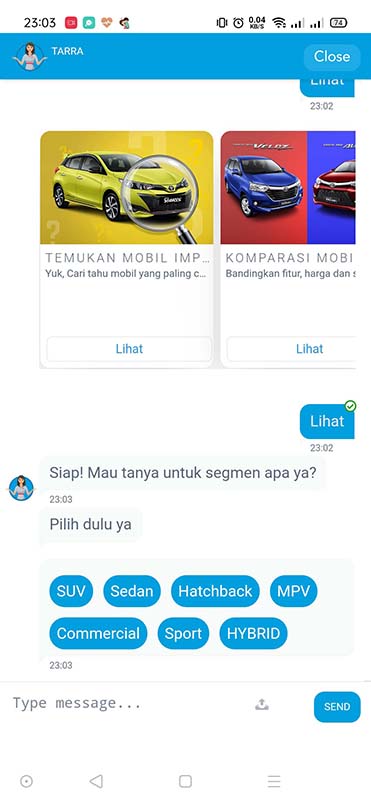 23:03
0.04
KB/S
74
TARRA
Close
Lihat
23:02
VELOZ
TEMUKAN MOBIL IMP...
Yuk, Cari tahu mobil yang paling c...
Lihat
KOMPARASI MOBI
Bandingkan fitur, harga dan s
Lihat
Lihat
23:02
Siap! Mau tanya untuk segmen apa ya?
23:03
Pilih dulu ya
SUV
Sedan
Hatchback
MPV
Commercial
Sport
HYBRID
23:03
Type message...
SEND